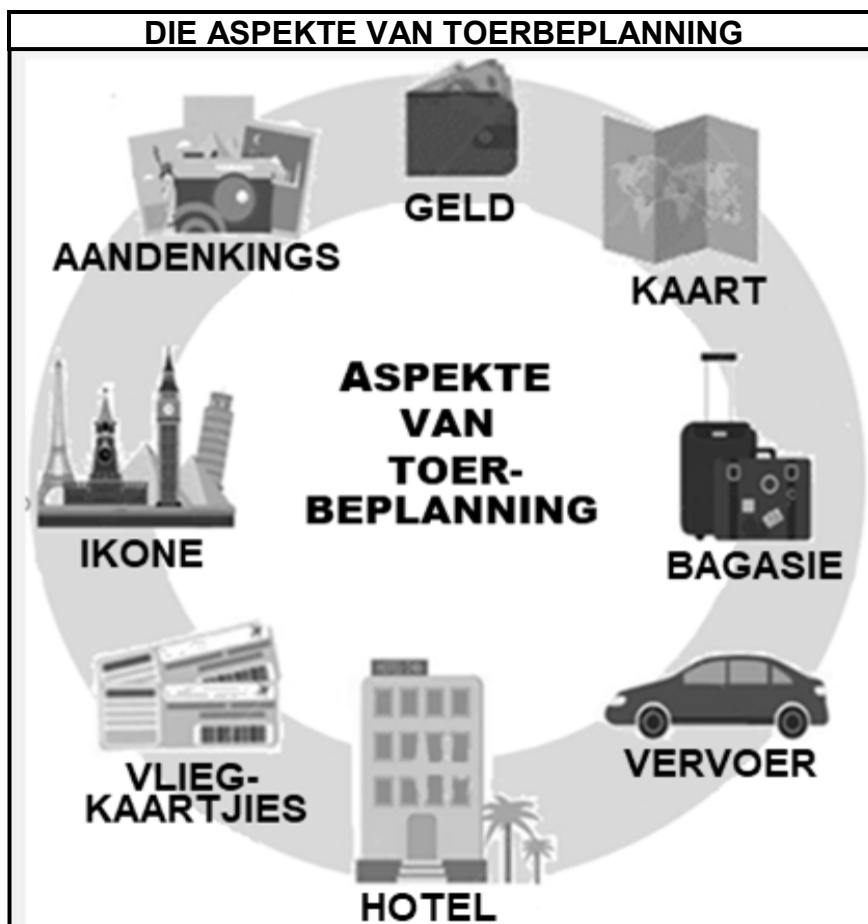 DIE ASPEKTE VAN TOERBEPLANNING
GELD
AANDENKINGS
KAART
ASPEKTE
VAN
TOER-
BEPLANNING
IKONE
BAGASIE
VLIEG-
KAARTJIES
VERVOER
HOTEL